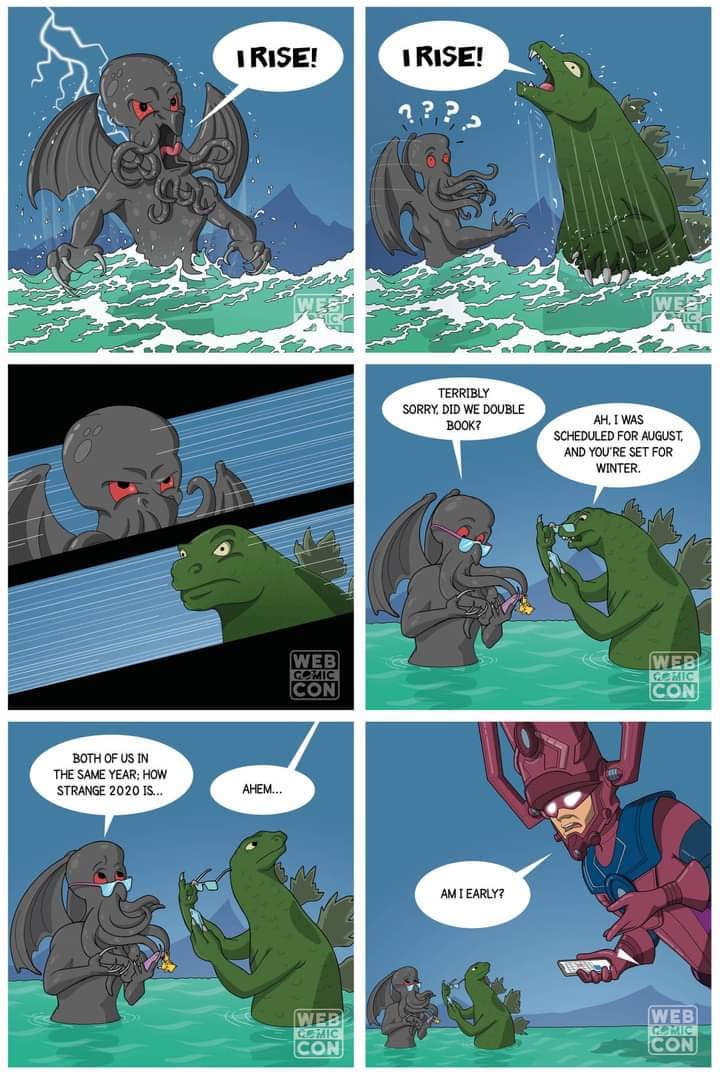 I RISE!
I RISE!
? ? ? ?
WEB
COMIC
WEB
COMIC
WEB
COMIC
CON
TERRIBLY
SORRY, DID WE DOUBLE
BOOK?
AH, I WAS
SCHEDULED FOR AUGUST,
AND YOU'RE SET FOR
WINTER.
WEB
COMIC
CON
BOTH OF US IN
THE SAME YEAR; HOW
STRANGE 2020 IS...
AHEM...
WEB
COMIC
CON
AM I EARLY?
WEB
COMIC
CON